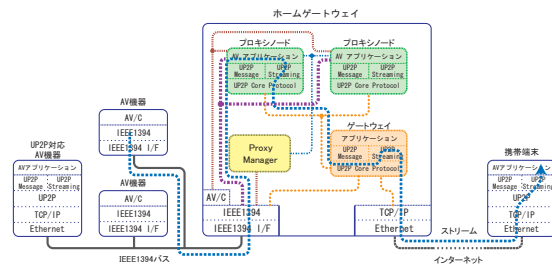 ホームゲートウェイ
プロキシノード
AV アプリケーション
UP2P Message
UP2P Streaming
UP2P Core Protocol
プロキシノード
AV アプリケーション
UP2P Message
UP2P Streaming
UP2P Core Protocol
AV機器
AV/C
IEEE1394
IEEE1394 I/F
UP2P対応
AV機器
AVアプリケーション
UP2P Message
UP2P Streaming
UP2P
TCP/IP
Ethernet
AV機器
AV/C
IEEE1394
IEEE1394 I/F
Proxy
Manager
ゲートウェイ
アプリケーション
UP2P Message
UP2P Streaming
UP2P Core Protocol
AV/C
IEEE1394
IEEE1394 I/F
TCP/IP
Ethernet
携帯端末
AVアプリケーション
UP2P Message
UP2P Streaming
UP2P
TCP/IP
Ethernet
ストリーム
IEEE1394バス
インターネット